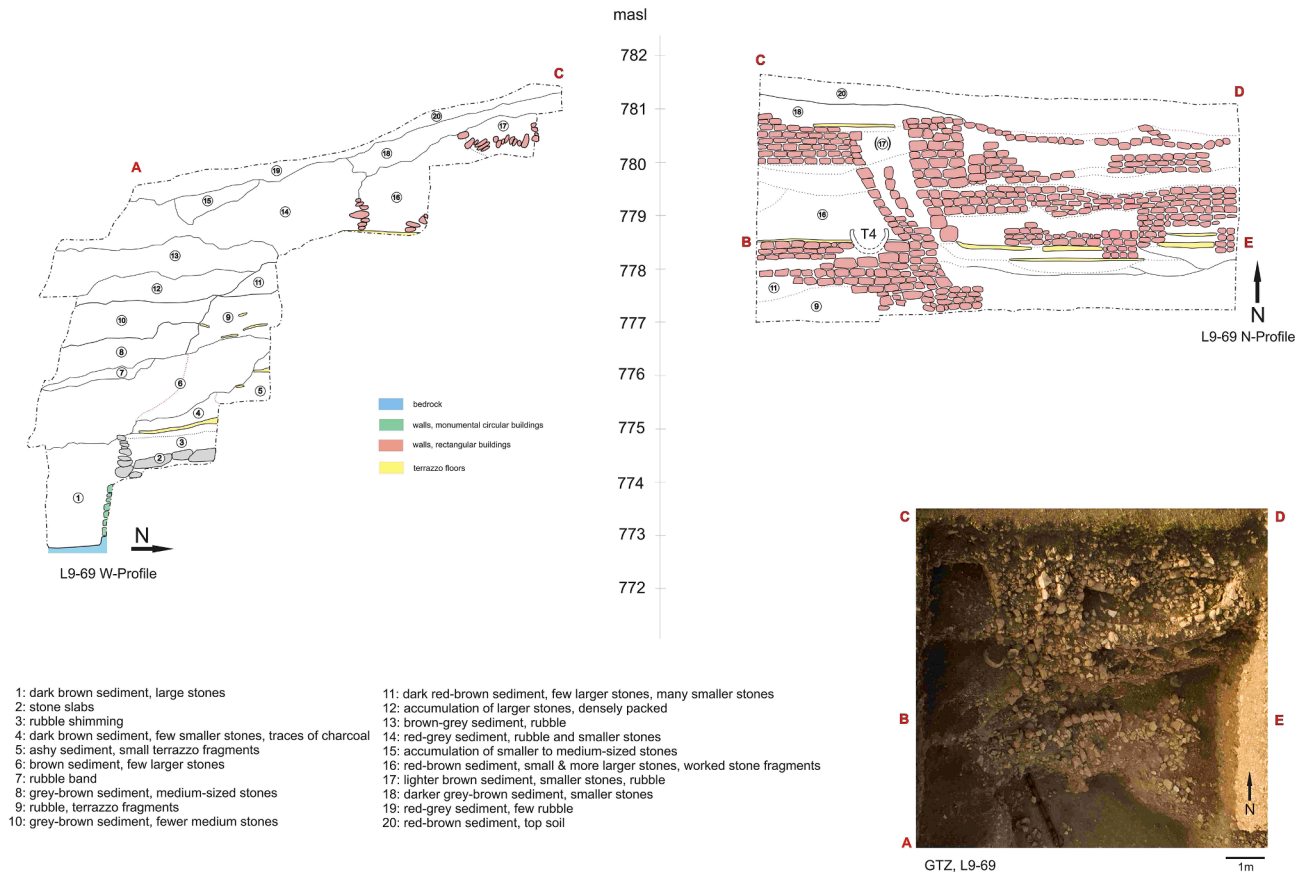 masl
782
781
780
779
778
777
776
775
774
773
772
C
A
20
17
18
19
16
15
14
13
12
11
10
9
8
7
6
5
4
3
2
1
N
L9-69 W-Profile
bedrock
walls, monumental circular buildings
walls, rectangular buildings
terrazzo floors
C
D
20
18
(17)
16
B
T4
E
11
9
N
L9-69 N-Profile
C
D
B
E
N
A
GTZ, L9-69
1m
1: dark brown sediment, large stones
2: stone slabs
3: rubble shimming
4: dark brown sediment, few smaller stones, traces of charcoal
5: ashy sediment, small terrazzo fragments
6: brown sediment, few larger stones
7: rubble band
8: grey-brown sediment, medium-sized stones
9: rubble, terrazzo fragments
10: grey-brown sediment, fewer medium stones
11: dark red-brown sediment, few larger stones, many smaller stones
12: accumulation of larger stones, densely packed
13: brown-grey sediment, rubble
14: red-grey sediment, rubble and smaller stones
15: accumulation of smaller to medium-sized stones
16: red-brown sediment, small & more larger stones, worked stone fragments
17: lighter brown sediment, smaller stones, rubble
18: darker grey-brown sediment, smaller stones
19: red-grey sediment, few rubble
20: red-brown sediment, top soil